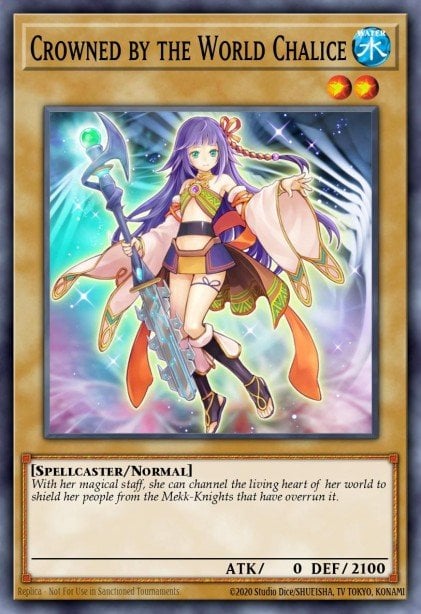 CROWNED BY THE WORLD CHALICE
WATER
水
[SPELLCASTER/NORMAL]
With her magical staff, she can channel the living heart of her world to
shield her people from the Mekk-Knights that have overrun it.
ATK/ 0 DEF/2100
Replica - Not For Use in Sanctioned Tournaments
©2020 Studio Dice/SHUEISHA, TV TOKYO, KONAMI